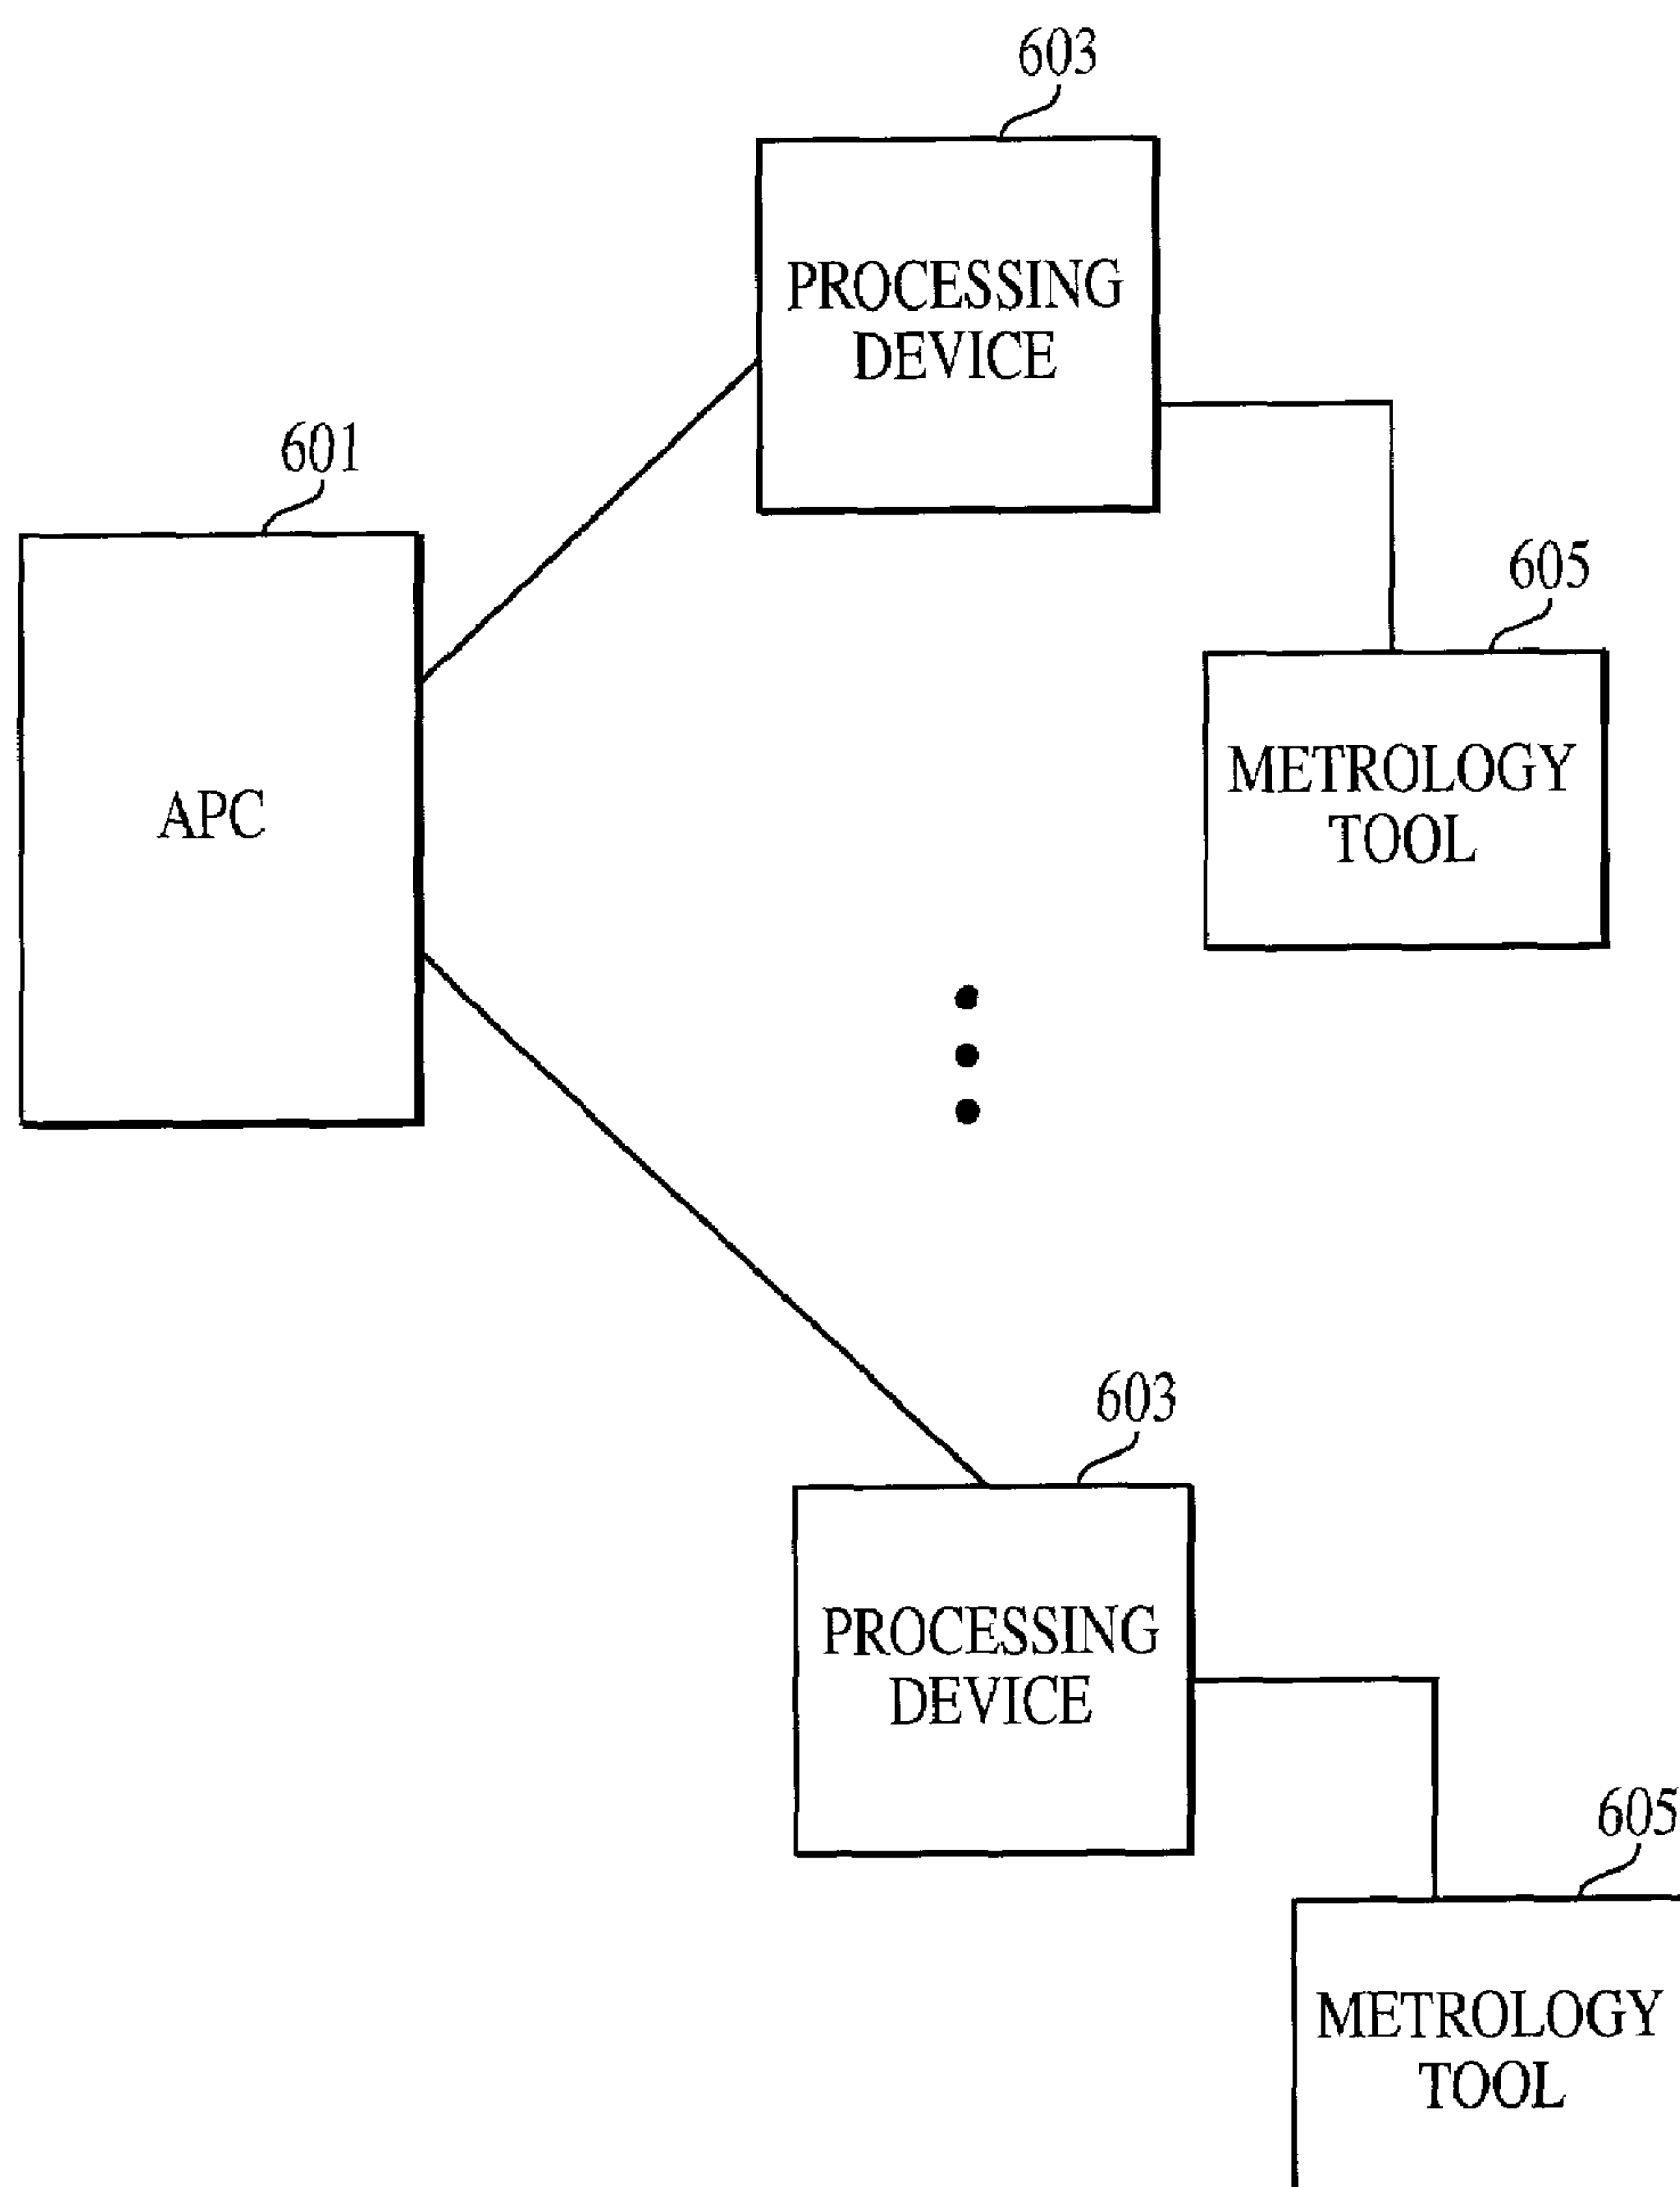 603
PROCESSING
DEVICE
601
605
APC
METROLOGY
TOOL
603
PROCESSING
DEVICE
605
METROLOGY
TOOL